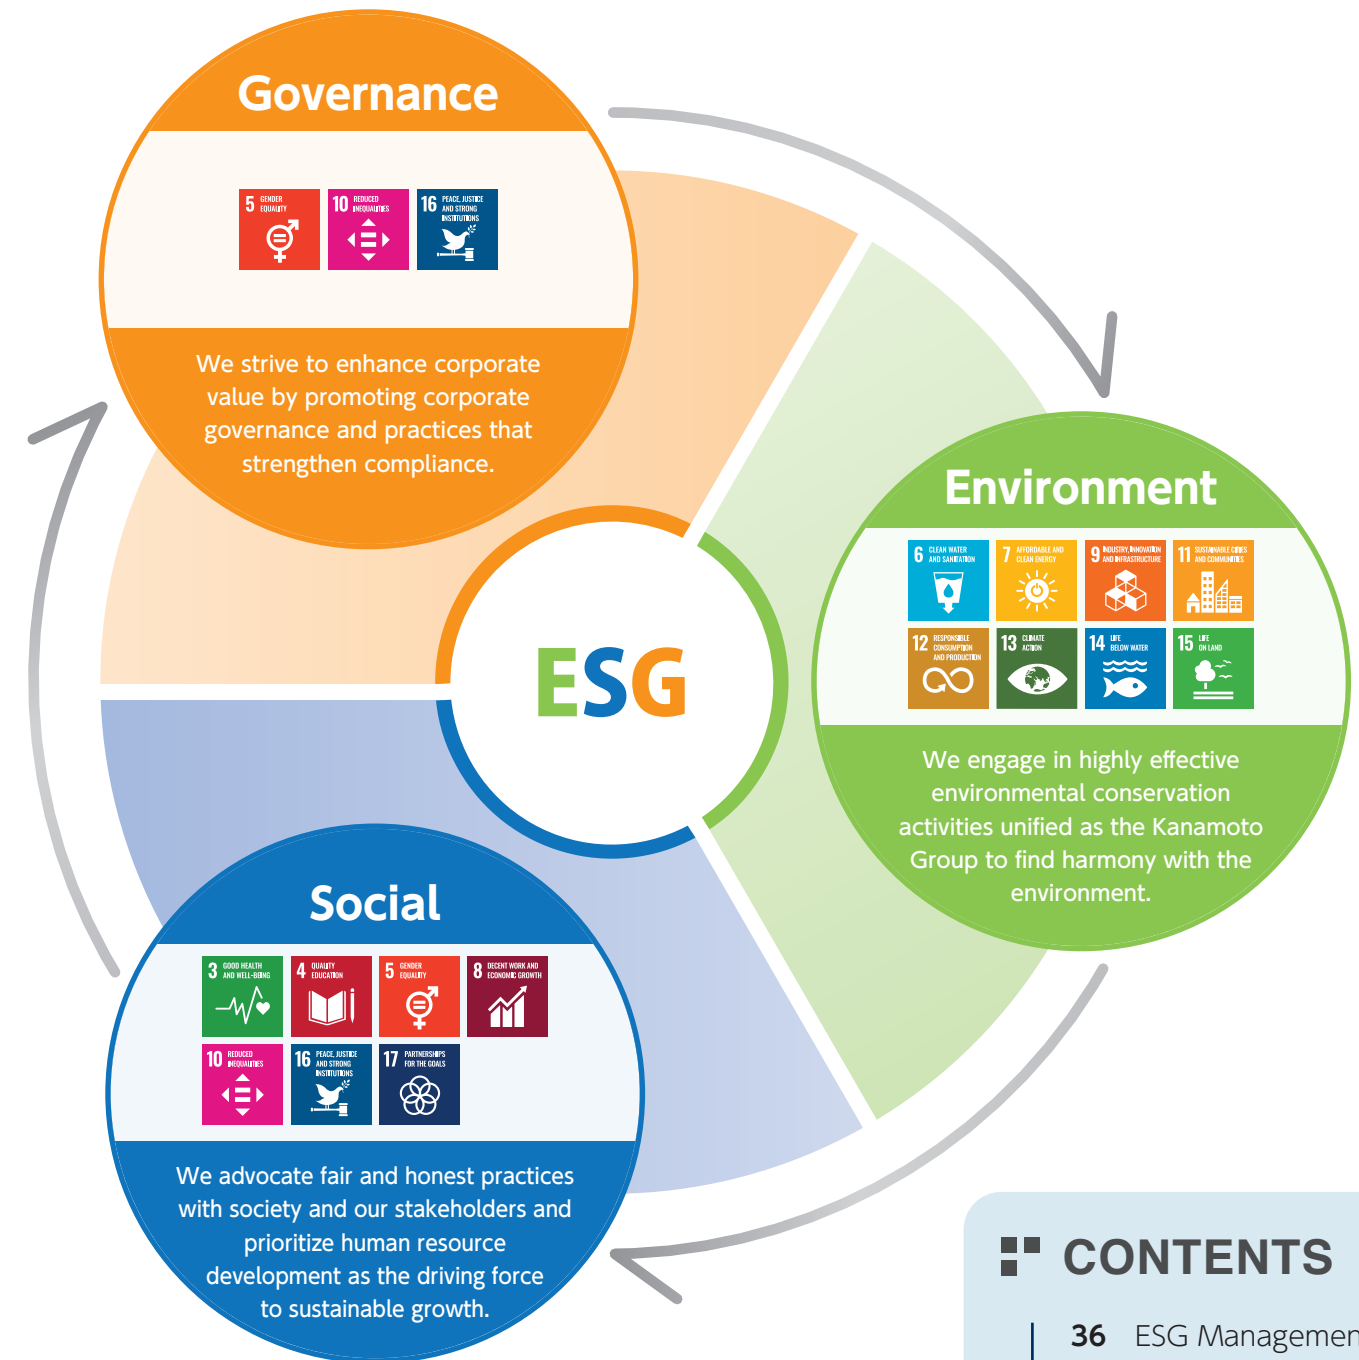 Governance
5 GENDER
EQUALITY
10 REDUCED
INEQUALITIES
16 PEACE, JUSTICE
AND STRONG
INSTITUTIONS
We strive to enhance corporate
value by promoting corporate
governance and practices that
strengthen compliance.
Environment
6 CLEAN WATER
AND SANITATION
7 AFFORDABLE AND
CLEAN ENERGY
9 INDUSTRY, INNOVATION
AND INFRASTRUCTURE
11 SUSTAINABLE CITIES
AND COMMUNITIES
12 RESPONSIBLE
CONSUMPTION
AND PRODUCTION
13 CLIMATE
ACTION
14 LIFE
BELOW WATER
15 LIFE
ON LAND
We engage in highly effective
environmental conservation
activities unified as the Kanamoto
Group to find harmony with the
environment.
ESG
Social
3 GOOD HEALTH
AND WELL-BEING
4 QUALITY
EDUCATION
5 GENDER
EQUALITY
8 DECENT WORK AND
ECONOMIC GROWTH
10 REDUCED
INEQUALITIES
16 PEACE, JUSTICE
AND STRONG
INSTITUTIONS
17 PARTNERSHIPS
FOR THE GOALS
We advocate fair and honest practices
with society and our stakeholders and
prioritize human resource
development as the driving force
to sustainable growth.
CONTENTS
36 ESG Managemen